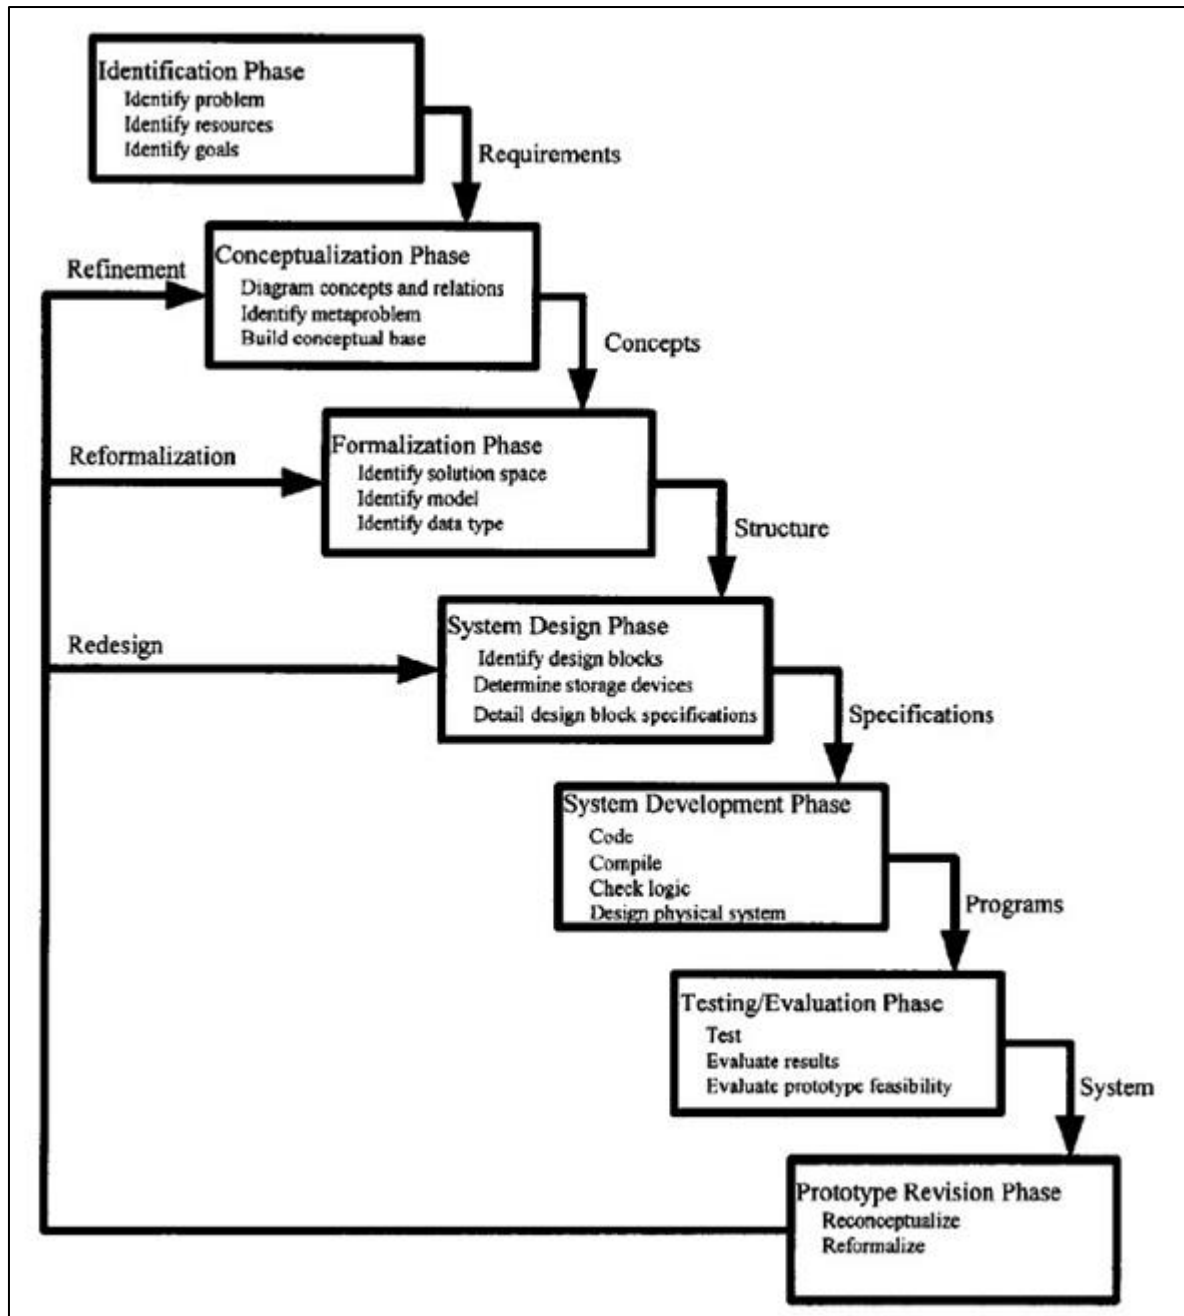 Identification Phase
Identify problem
Identify resources
Identify goals
Requirements
Conceptualization Phase
Diagram concepts and relations
Identify metaproblem
Build conceptual base
Refinement
Concepts
Formalization Phase
Identify solution space
Identify model
Identify data type
Reformalization
Structure
System Design Phase
Identify design blocks
Determine storage devices
Detail design block specifications
Redesign
Specifications
System Development Phase
Code
Compile
Check logic
Design physical system
Programs
Testing/Evaluation Phase
Test
Evaluate results
Evaluate prototype feasibility
System
Prototype Revision Phase
Reconceptualize
Reformalize